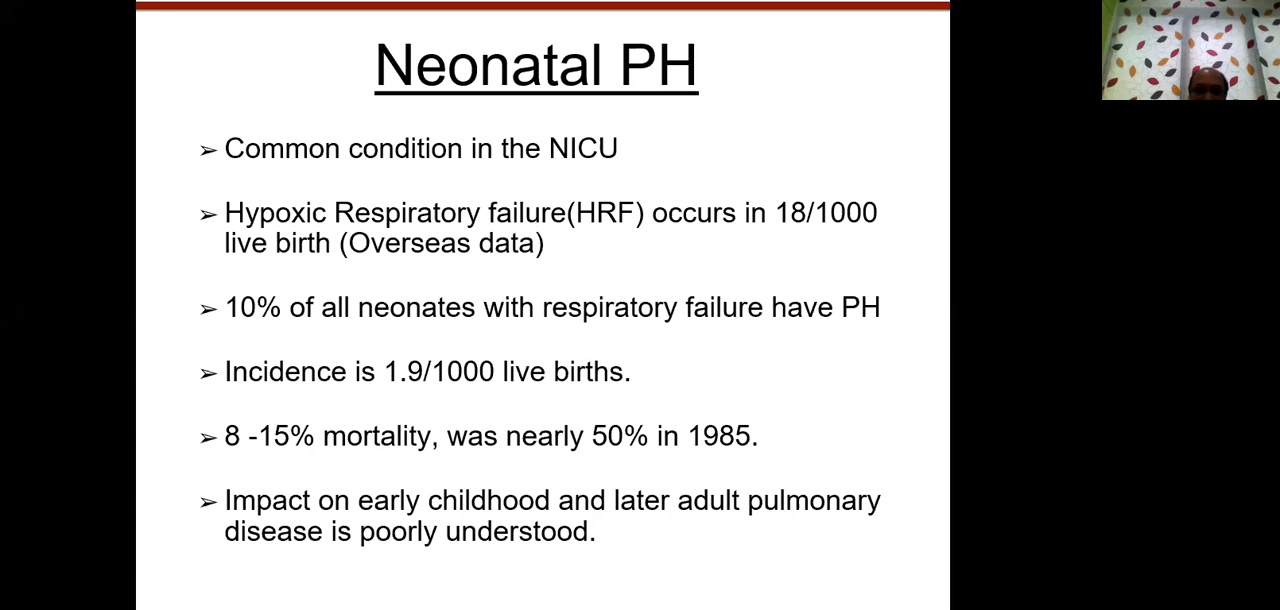 Neonatal PH
➢ Common condition in the NICU
➢ Hypoxic Respiratory failure(HRF) occurs in 18/1000
live birth (Overseas data)
➢ 10% of all neonates with respiratory failure have PH
➢ Incidence is 1.9/1000 live births.
➢ 8 -15% mortality, was nearly 50% in 1985.
➢ Impact on early childhood and later adult pulmonary
disease is poorly understood.